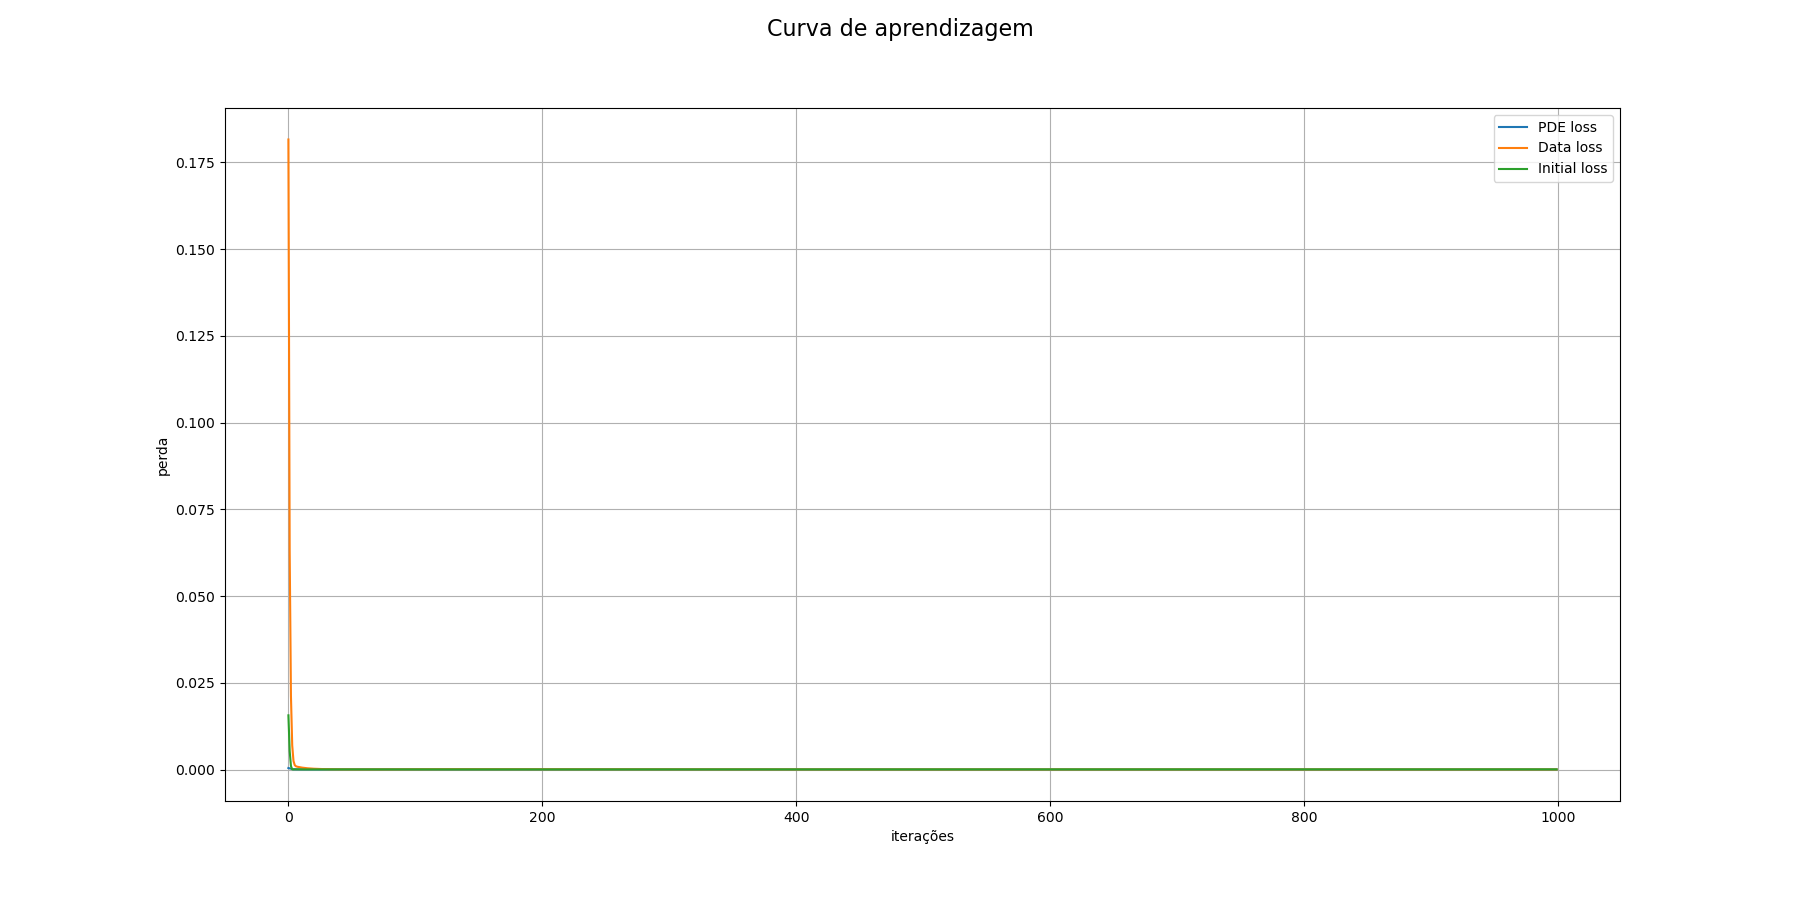 Curva de aprendizagem
PDE loss
Data loss
Initial loss
0.175
0.150
0.125
0.100
0.075
0.050
0.025
0.000
perda
0 200 400 600 800 1000
iterações